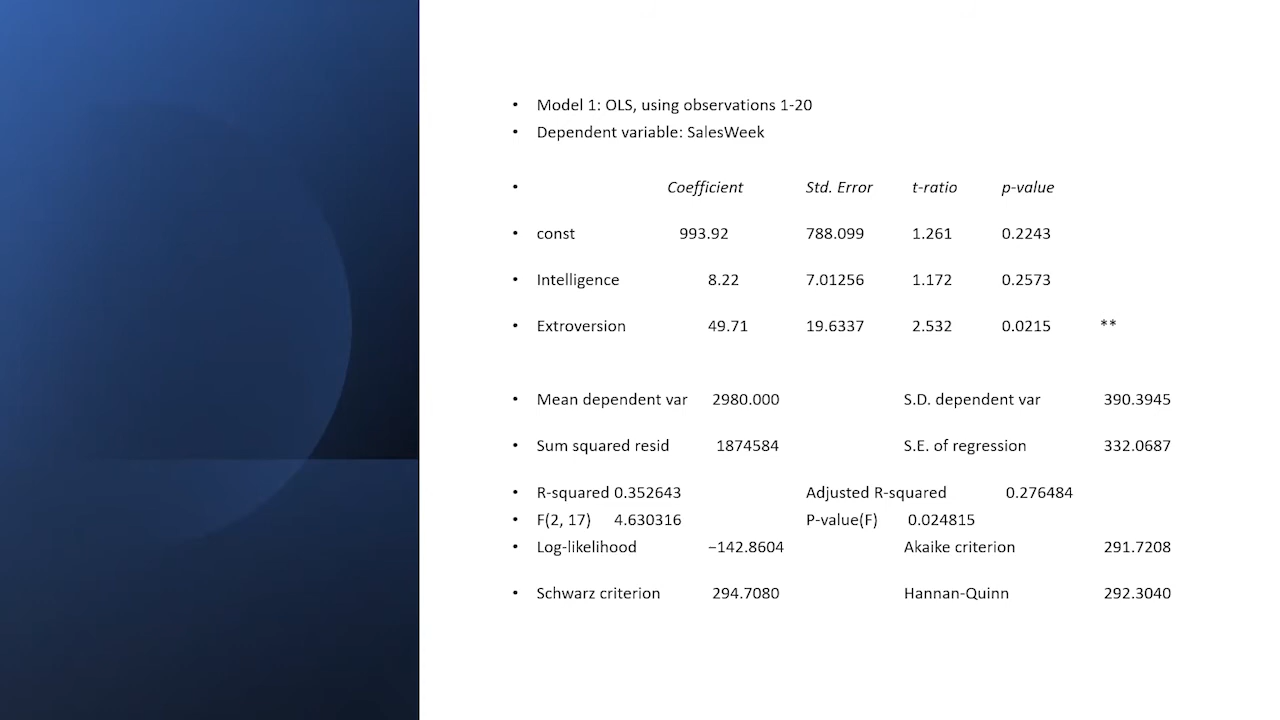 • Model 1: OLS, using observations 1-20
• Dependent variable: SalesWeek
• Coefficient Std. Error t-ratio p-value
• const 993.92 788.099 1.261 0.2243
• Intelligence 8.22 7.01256 1.172 0.2573
• Extroversion 49.71 19.6337 2.532 0.0215 **
• Mean dependent var 2980.000 S.D. dependent var 390.3945
• Sum squared resid 1874584 S.E. of regression 332.0687
• R-squared 0.352643 Adjusted R-squared 0.276484
• F(2, 17) 4.630316 P-value(F) 0.024815
• Log-likelihood −142.8604 Akaike criterion 291.7208
• Schwarz criterion 294.7080 Hannan-Quinn 292.3040